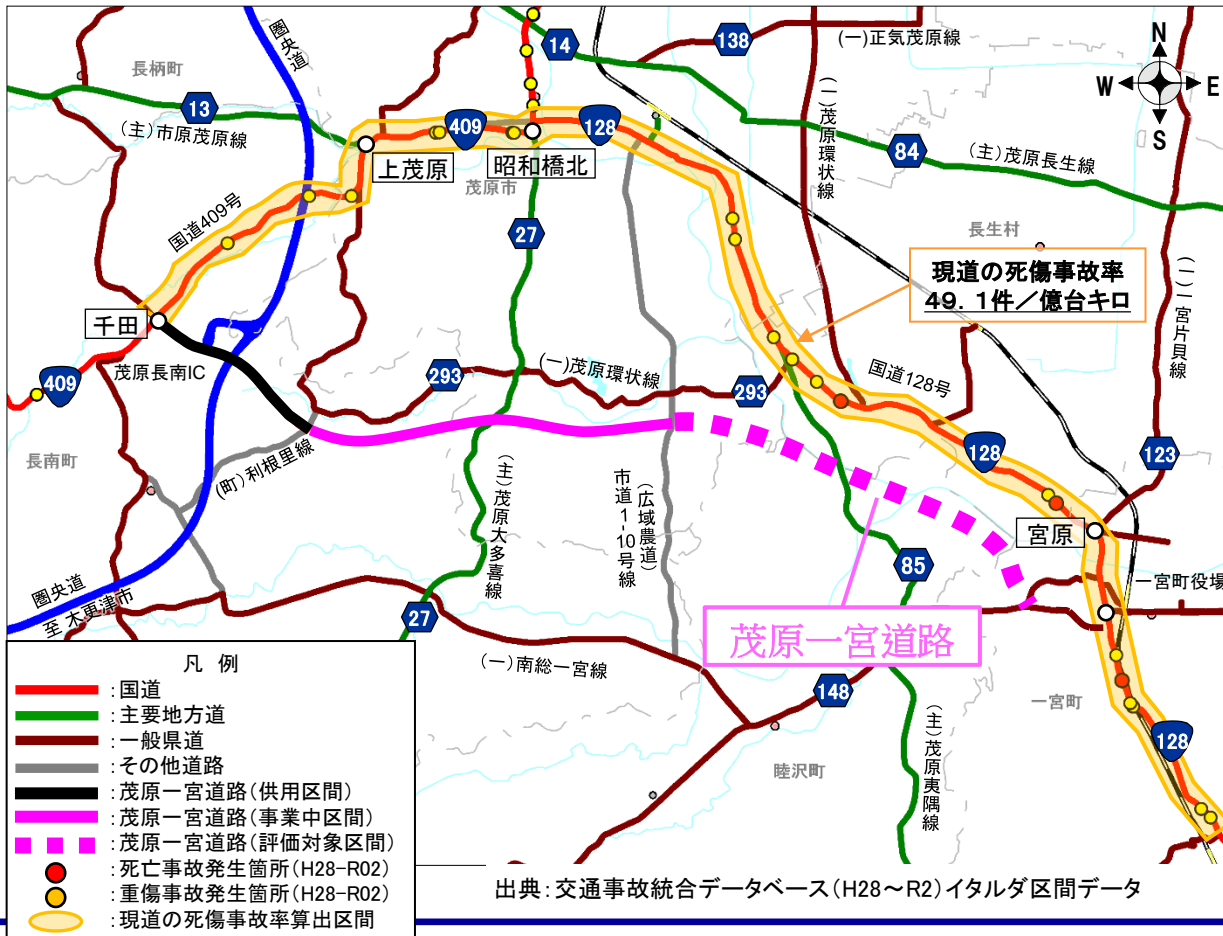 圏央道
14
138
(一)正気茂原線
N
W
E
S
長柄町
13
(主)市原茂原線
409
128
(一)茂原環状線
84
(主)茂原長生線
上茂原
昭和橋北
茂原市
国道409号
27
長生村
現道の死傷事故率
49.1件/億台キロ
(一)一宮片貝線
千田
茂原長南IC
409
293
(一)茂原環状線
293
国道128号
128
123
長南町
(町)利根里線
(主)茂原大多喜線
(広域農道)
市道1-10号線
宮原
85
一宮町役場
圏央道
至 木更津市
27
茂原一宮道路
(一)南総一宮線
148
一宮町
128
睦沢町
(主)茂原夷隅線
凡 例
:国道
:主要地方道
:一般県道
:その他道路
:茂原一宮道路(供用区間)
:茂原一宮道路(事業中区間)
:茂原一宮道路(評価対象区間)
:死亡事故発生箇所(H28-R02)
:重傷事故発生箇所(H28-R02)
:現道の死傷事故率算出区間
出典:交通事故統合データベース(H28~R2)イタルダ区間データ